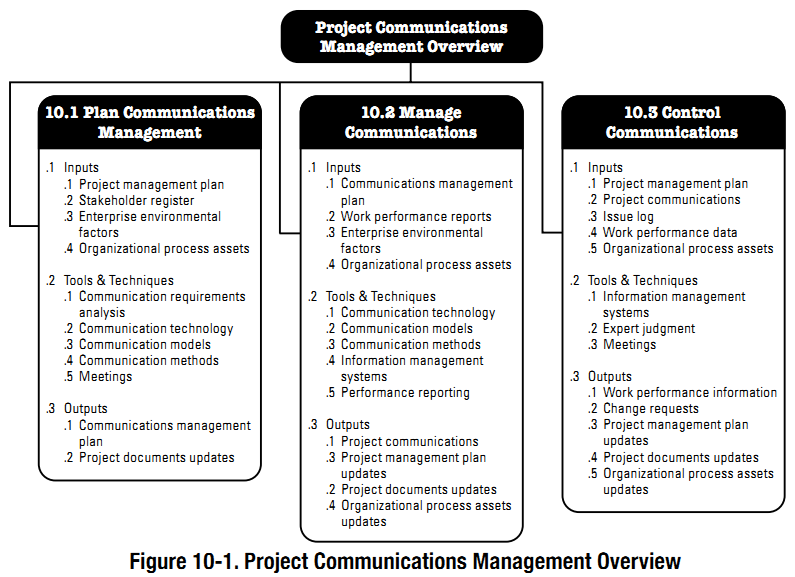 Project Communications
Management Overview
10.1 Plan Communications
Management
.1 Inputs
.1 Project management plan
.2 Stakeholder register
.3 Enterprise environmental
factors
.4 Organizational process assets
.2 Tools & Techniques
.1 Communication requirements
analysis
.2 Communication technology
.3 Communication models
.4 Communication methods
.5 Meetings
.3 Outputs
.1 Communications management
plan
.2 Project documents updates
10.2 Manage
Communications
.1 Inputs
.1 Communications management
plan
.2 Work performance reports
.3 Enterprise environmental
factors
.4 Organizational process assets
.2 Tools & Techniques
.1 Communication technology
.2 Communication models
.3 Communication methods
.4 Information management
systems
.5 Performance reporting
.3 Outputs
.1 Project communications
.3 Project management plan
updates
.2 Project documents updates
.4 Organizational process assets
updates
10.3 Control
Communications
.1 Inputs
.1 Project management plan
.2 Project communications
.3 Issue log
.4 Work performance data
.5 Organizational process assets
.2 Tools & Techniques
.1 Information management
systems
.2 Expert judgment
.3 Meetings
.3 Outputs
.1 Work performance information
.2 Change requests
.3 Project management plan
updates
.4 Project documents updates
.5 Organizational process assets
updates
Figure 10-1. Project Communications Management Overview